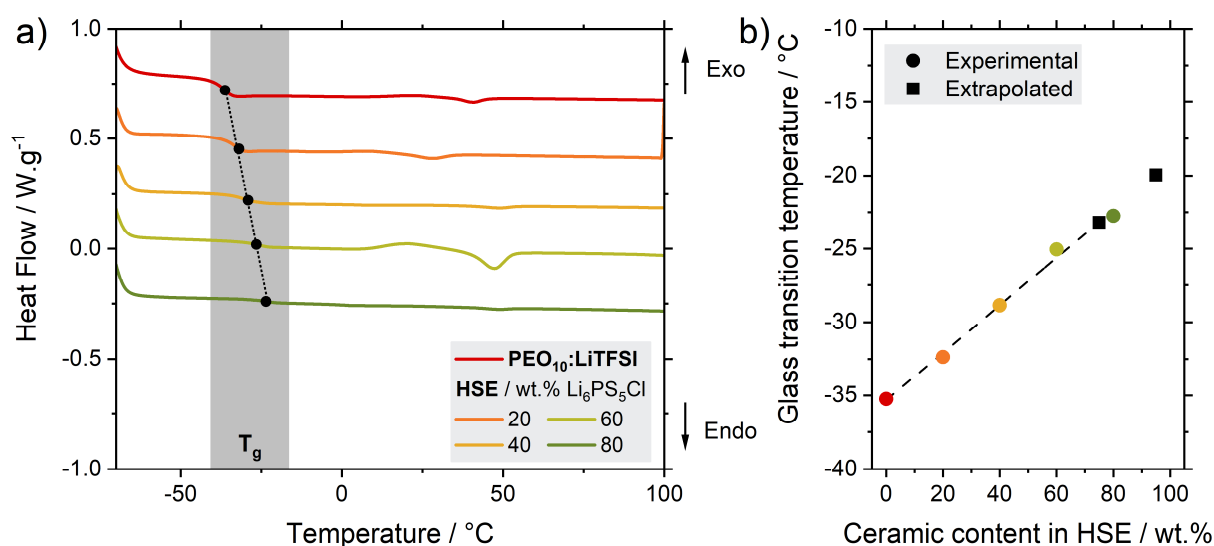 a)
1.0
0.5
0.0
-0.5
-1.0
Heat Flow / W.g⁻¹
-50
0
50
100
Temperature / °C
Exo
Endo
T_g
PEO₁₀:LiTFSI
HSE / wt.% Li₆PS₅Cl
20 60
40 80
b)
Experimental
Extrapolated
-10
-15
-20
-25
-30
-35
-40
Glass transition temperature / °C
0 20 40 60 80 100
Ceramic content in HSE / wt.%